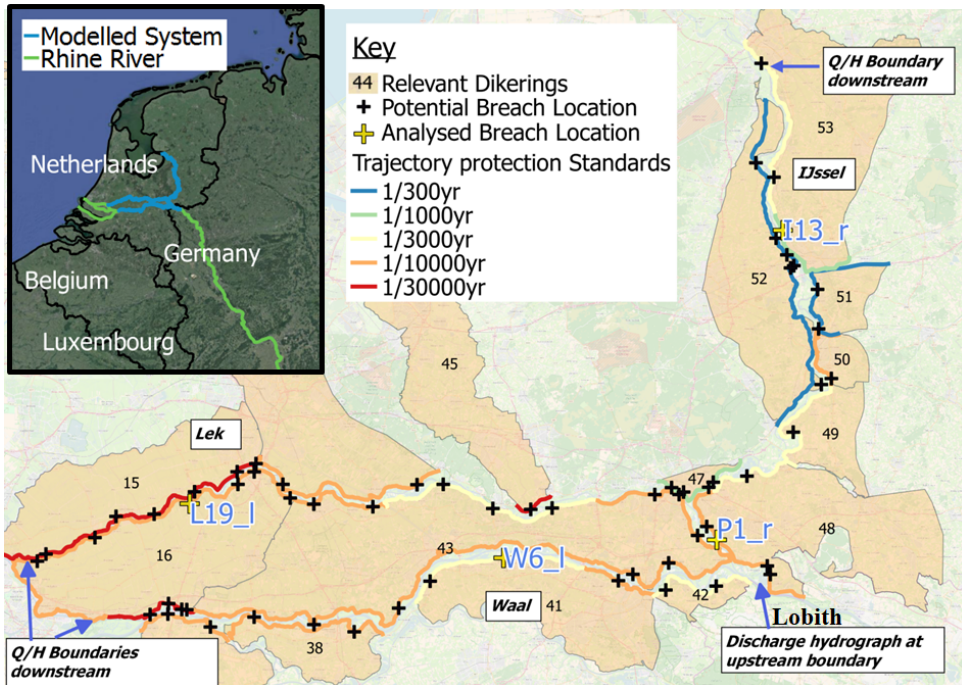 Modelled System
Rhine River
Netherlands
Germany
Belgium
Luxembourg
Key
44 Relevant Dikerings
Potential Breach Location
Analysed Breach Location
Trajectory protection Standards
1/300yr
1/1000yr
1/3000yr
1/10000yr
1/30000yr
Q/H Boundary
downstream
53
IJssel
I13_r
52
51
50
45
49
Lek
15
47
L19_l
P1_r
48
16
43
W6_l
42
Waal
41
Lobith
38
Q/H Boundaries
downstream
Discharge hydrograph at
upstream boundary